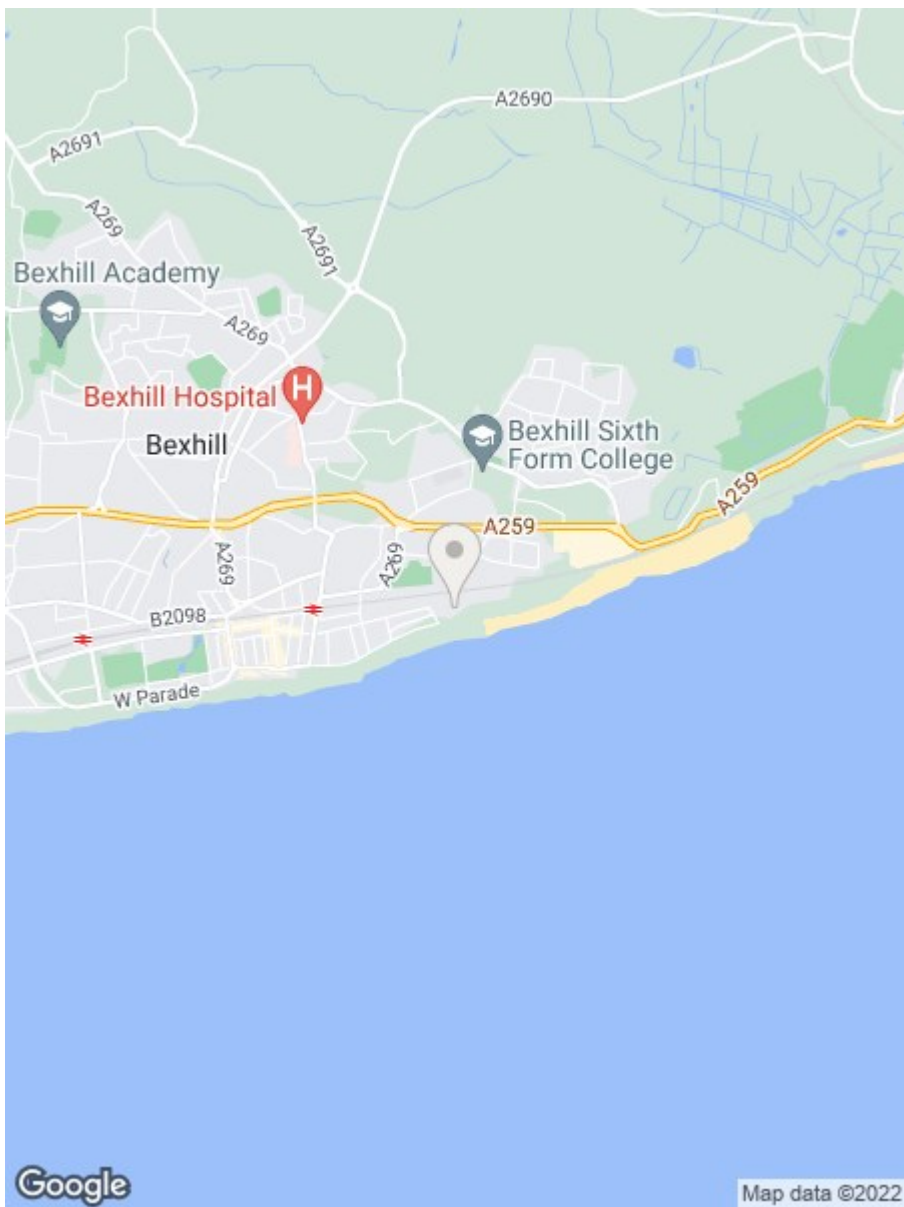 A2690
A2691
A269
A2691
Bexhill Academy
A269
Bexhill Hospital
H
Bexhill
Bexhill Sixth
Form College
A259
A259
A269
A269
B2098
W Parade
Google
Map data ©2022